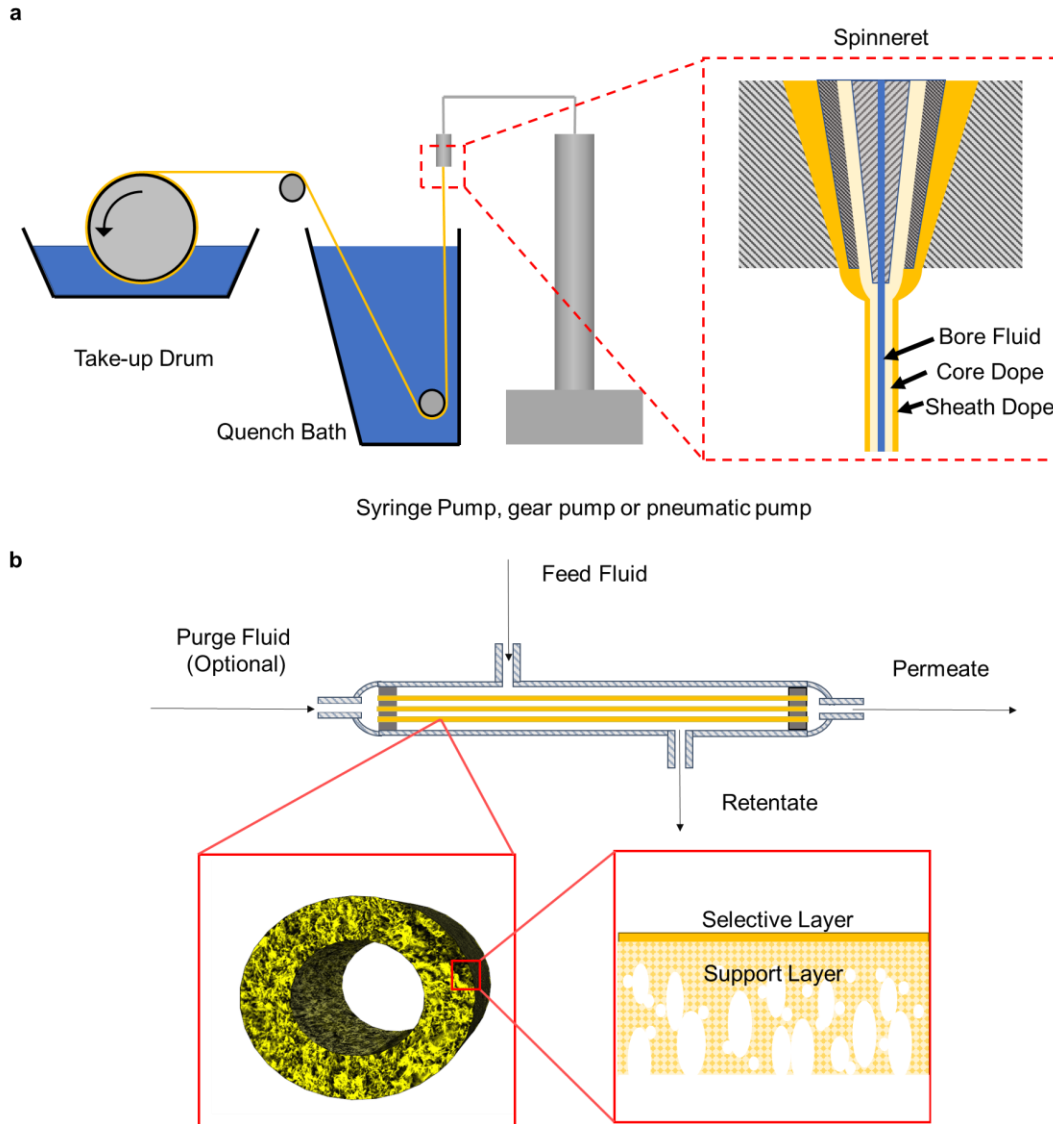 a
Spinneret
Bore Fluid
Core Dope
Sheath Dope
Take-up Drum
Quench Bath
Syringe Pump, gear pump or pneumatic pump
b
Feed Fluid
Purge Fluid
(Optional)
Permeate
Retentate
Selective Layer
Support Layer